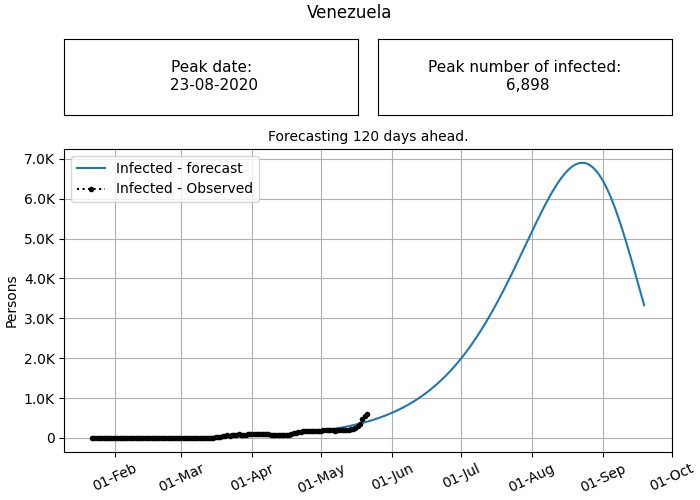 Venezuela
Peak date:
23-08-2020
Peak number of infected:
6,898
Forecasting 120 days ahead.
Infected - forecast
Infected - Observed
7.0K
6.0K
5.0K
4.0K
3.0K
2.0K
1.0K
0
Persons
01-Feb
01-Mar
01-Apr
01-May
01-Jun
01-Jul
01-Aug
01-Sep
01-Oct